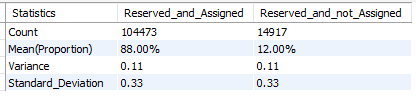 Statistics Reserved_and_Assigned Reserved_and_not_Assigned
Count 104473 14917
Mean(Proportion) 88.00% 12.00%
Variance 0.11 0.11
Standard_Deviation 0.33 0.33